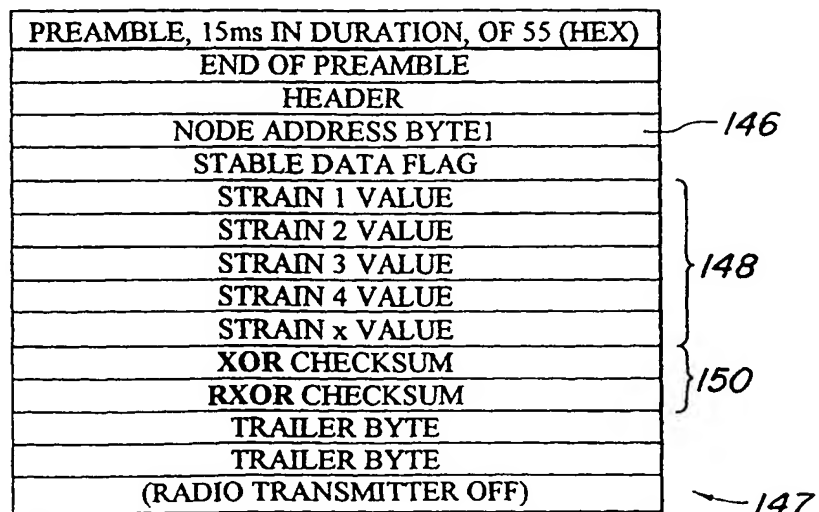 PREAMBLE, 15ms IN DURATION, OF 55 (HEX)
END OF PREAMBLE
HEADER
NODE ADDRESS BYTE1
146
STABLE DATA FLAG
STRAIN 1 VALUE
STRAIN 2 VALUE
STRAIN 3 VALUE
148
STRAIN 4 VALUE
STRAIN x VALUE
XOR CHECKSUM
150
RXOR CHECKSUM
TRAILER BYTE
TRAILER BYTE
(RADIO TRANSMITTER OFF)
147